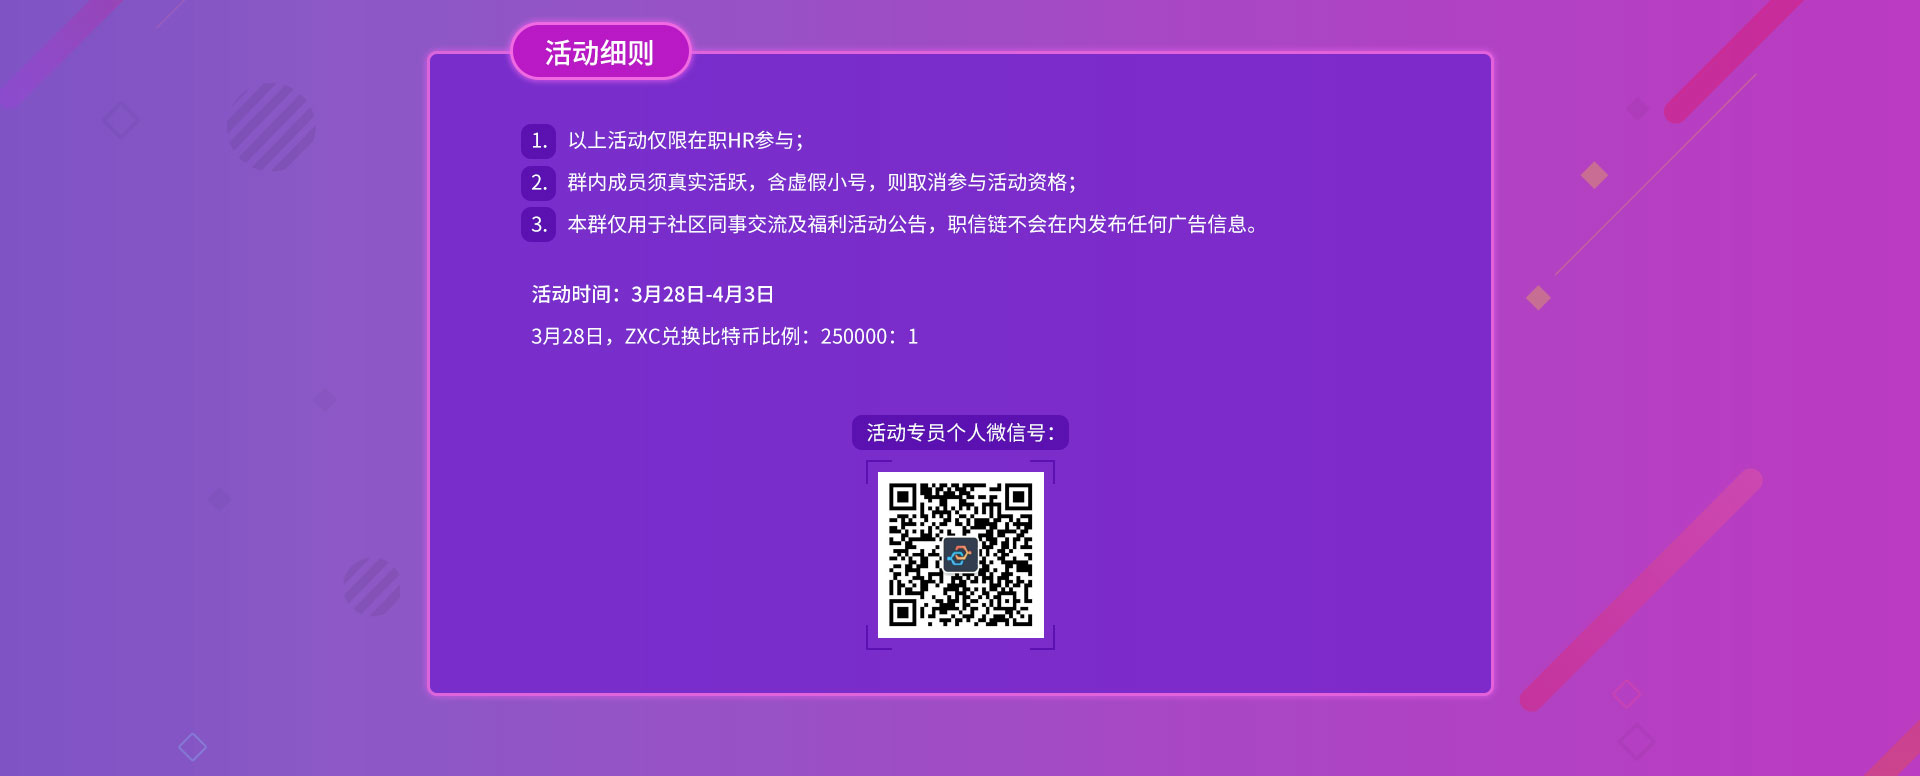 活动细则
1. 以上活动仅限在职HR参与；
2. 群内成员须真实活跃，含虚假小号，则取消参与活动资格；
3. 本群仅用于社区同事交流及福利活动公告，职信链不会在内发布任何广告信息。
活动时间：3月28日-4月3日
3月28日，ZXC兑换比特币比例：250000：1
活动专员个人微信号：